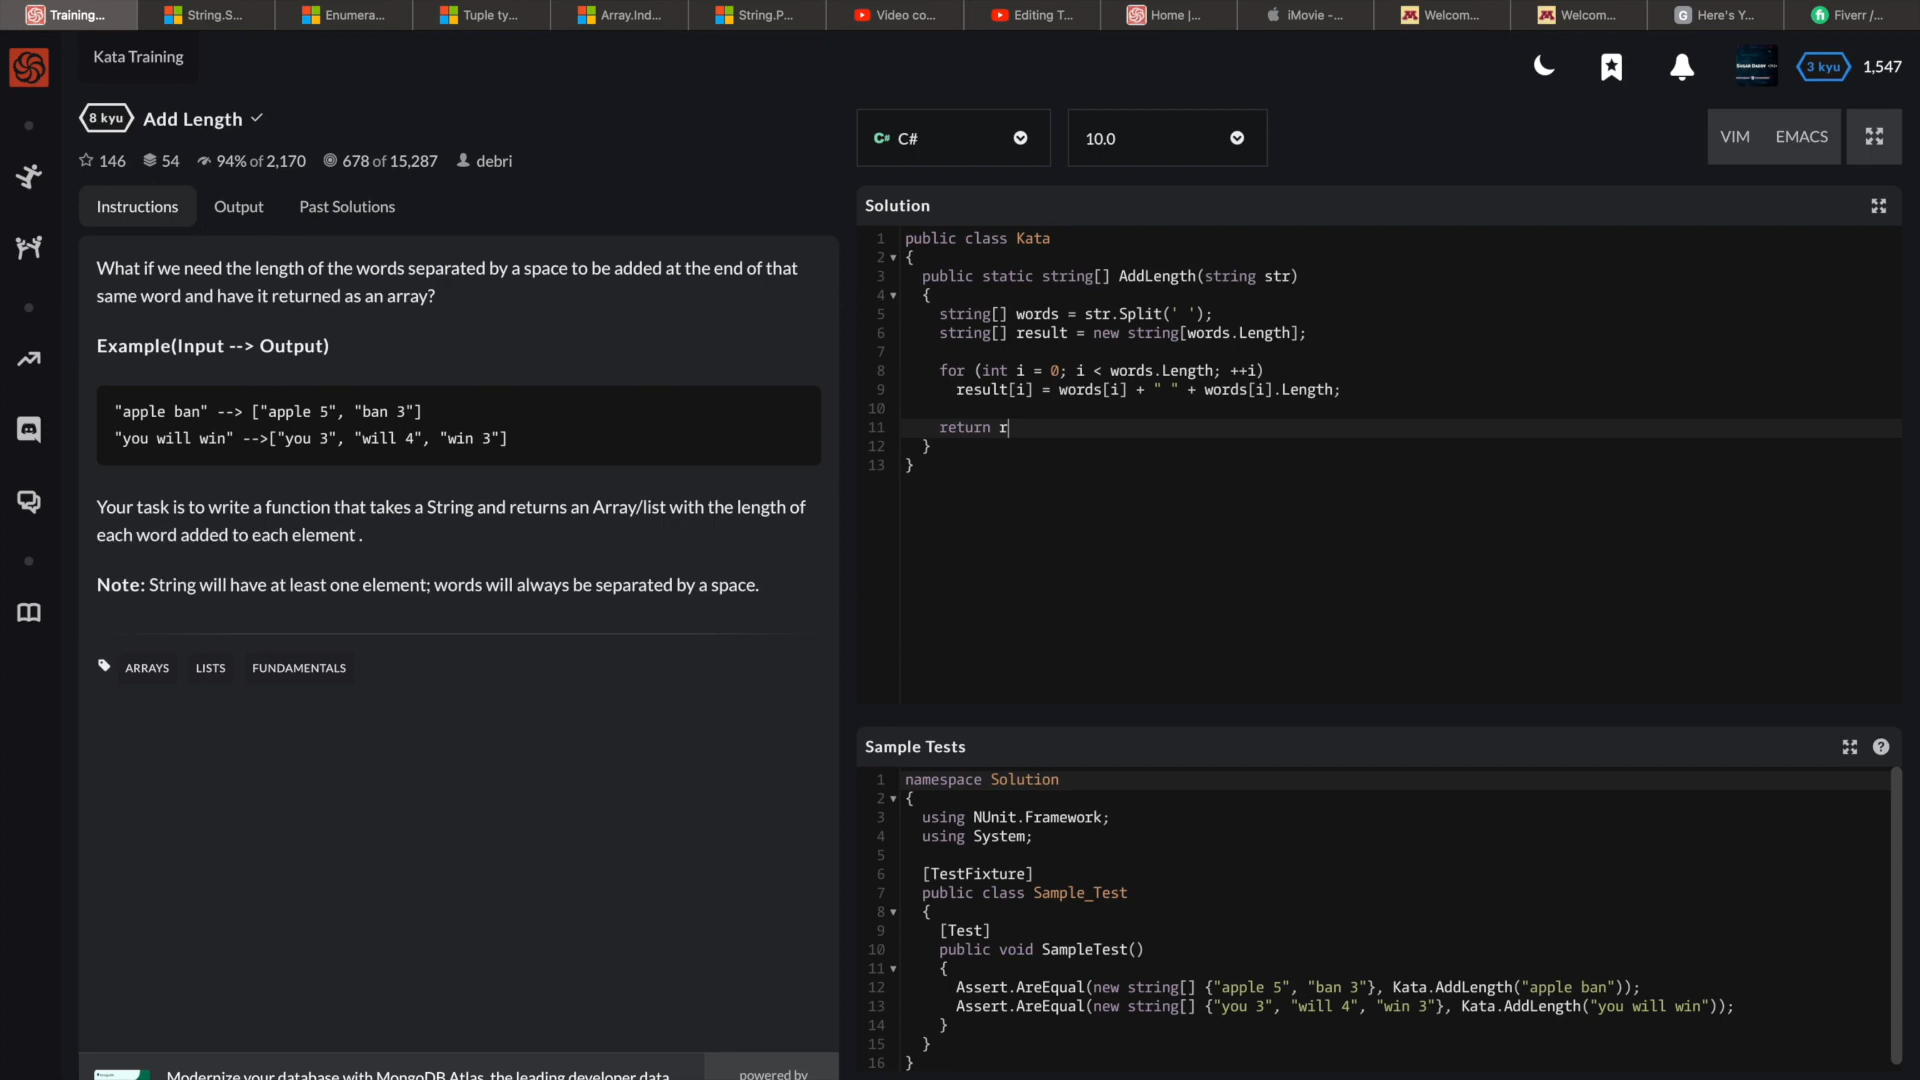 Training...
String.S...
Enumera...
Tuple ty...
Array.Ind...
String.P...
Video co...
Editing T...
Home |...
iMovie -...
Welcom...
Welcom...
Here's Y...
Fiverr /...
Kata Training
3 kyu 1,547
8 kyu Add Length
146 54 94% of 2,170 678 of 15,287 debri
C# C#
10.0
VIM EMACS
Instructions Output Past Solutions
What if we need the length of the words separated by a space to be added at the end of that
same word and have it returned as an array?
Example(Input --> Output)
"apple ban" --> ["apple 5", "ban 3"]
"you will win" -->["you 3", "will 4", "win 3"]
Your task is to write a function that takes a String and returns an Array/list with the length of
each word added to each element .
Note: String will have at least one element; words will always be separated by a space.
ARRAYS LISTS FUNDAMENTALS
Modernize your database with MongoDB Atlas, the leading developer data
powered by
Solution
1 public class Kata
2 {
3 public static string[] AddLength(string str)
4 {
5 string[] words = str.Split(' ');
6 string[] result = new string[words.Length];
7
8 for (int i = 0; i < words.Length; ++i)
9 result[i] = words[i] + " " + words[i].Length;
10
11 return r
12 }
13 }
Sample Tests
1 namespace Solution
2 {
3 using NUnit.Framework;
4 using System;
5
6 [TestFixture]
7 public class Sample_Test
8 {
9 [Test]
10 public void SampleTest()
11 {
12 Assert.AreEqual(new string[] {"apple 5", "ban 3"}, Kata.AddLength("apple ban"));
13 Assert.AreEqual(new string[] {"you 3", "will 4", "win 3"}, Kata.AddLength("you will win"));
14 }
15 }
16 }